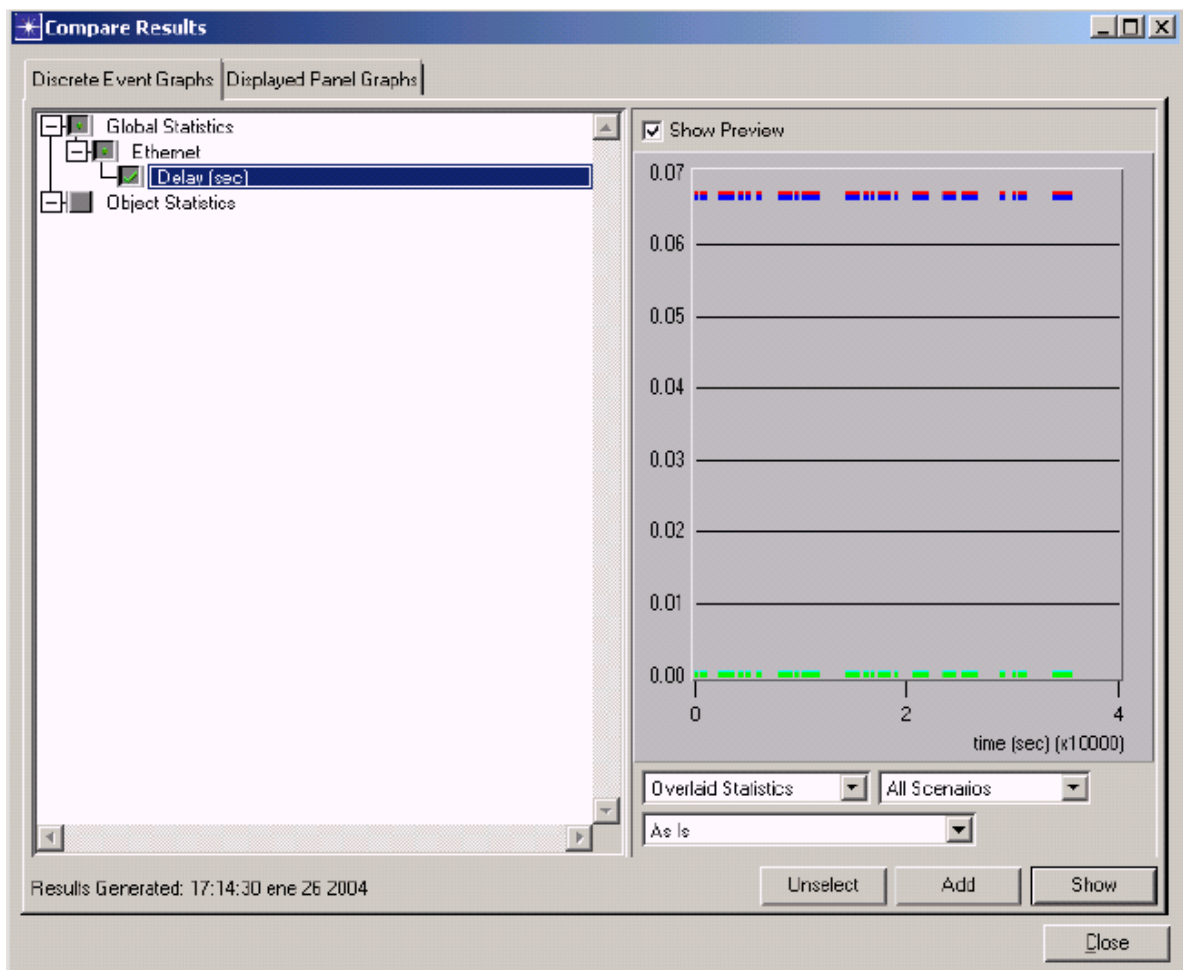 Compare Results
Discrete Event Graphs Displayed Panel Graphs
Global Statistics
Ethernet
Delay (sec)
Object Statistics
Show Preview
0.07
0.06
0.05
0.04
0.03
0.02
0.01
0.00
0 2 4
time (sec) (x10000)
Overlaid Statistics All Scenarios
As Is
Results Generated: 17:14:30 ene 26 2004
Unselect Add Show
Close